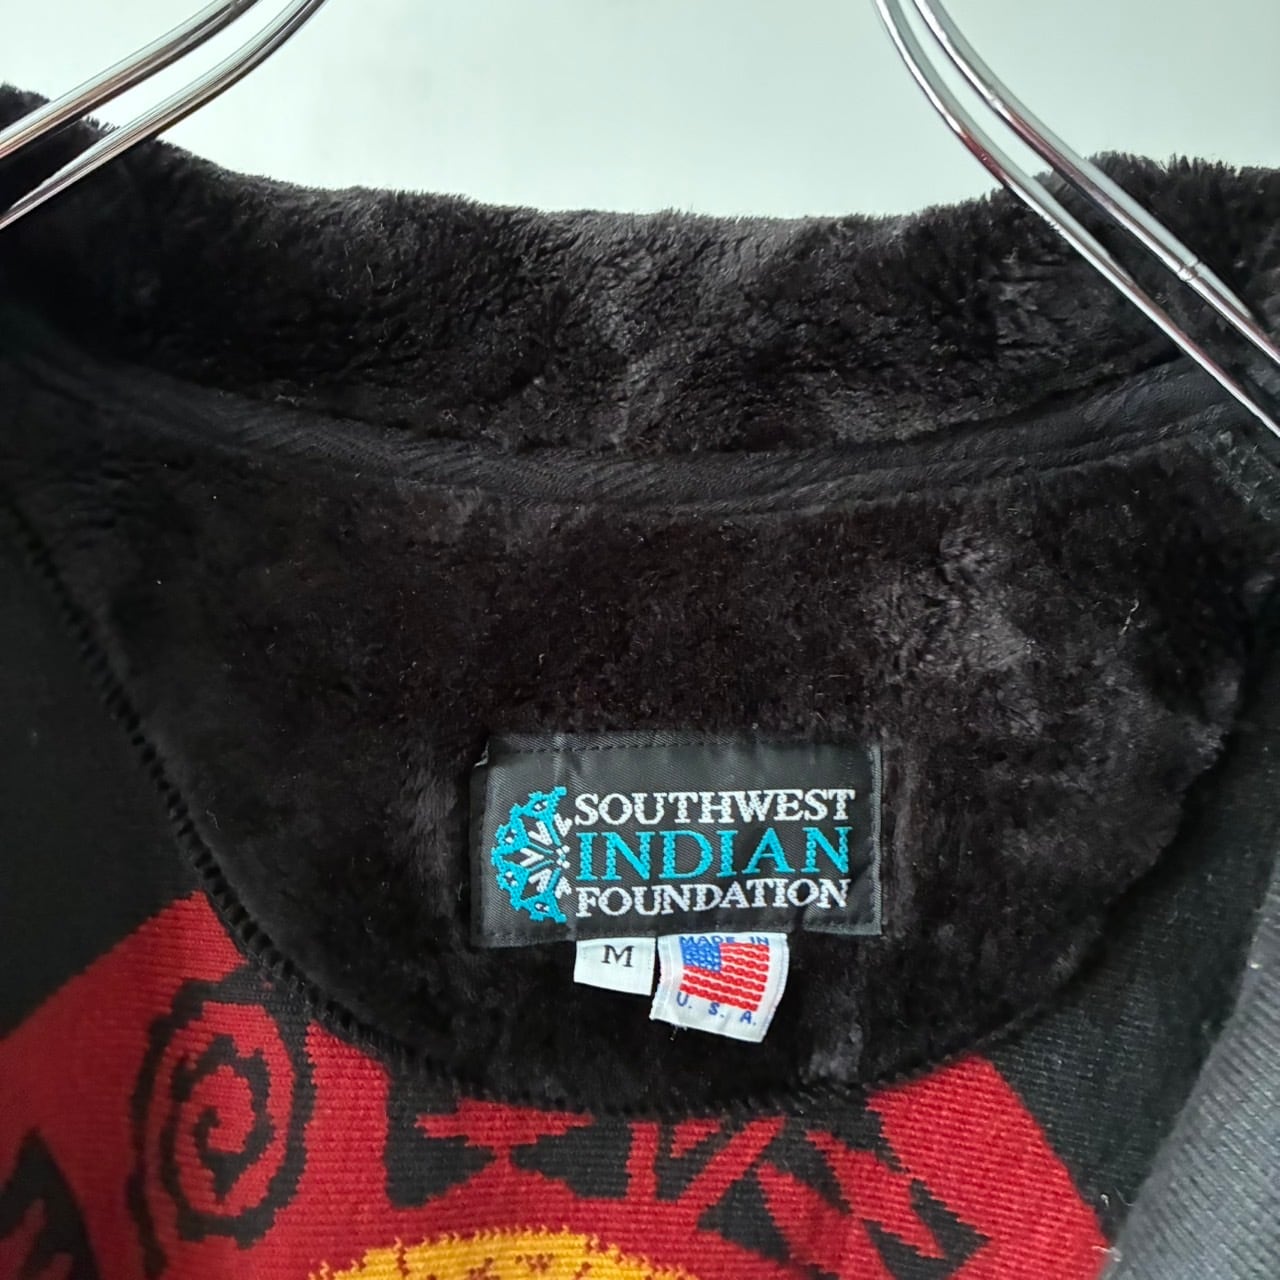 SOUTHWEST
INDIAN
FOUNDATION
M
MADE IN
U. S. A.